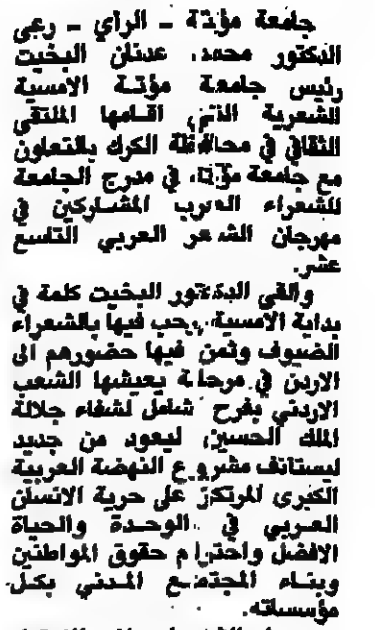 جامعة مؤتة - الرأي - رعى
الدكتور محمد عدنان البخيت
رئيس جامعة مؤتة الامسية
الشعرية التي اقامها الملتقى
الثقافي في محافظة الكرك بالتعاون
مع جامعة مؤتة، في مدرج الجامعة
للشعراء العرب المشاركين في
مهرجان الشعر العربي التاسع
عشر.
والقى الدكتور البخيت كلمة في
بداية الامسية رحب فيها بالشعراء
الضيوف وثمن فيها حضورهم الى
الاردن في مرحلة يعيشها الشعب
الاردني بفرح شامل لشفاء جلالة
الملك الحسين ليعود من جديد
ليستانف مشروع النهضة العربية
الكبرى المرتكز على حرية الانسان
العربي في الوحدة والحياة
الافضل واحترام حقوق المواطنين
وبناء المجتمع المدني بكل
مؤسساته.